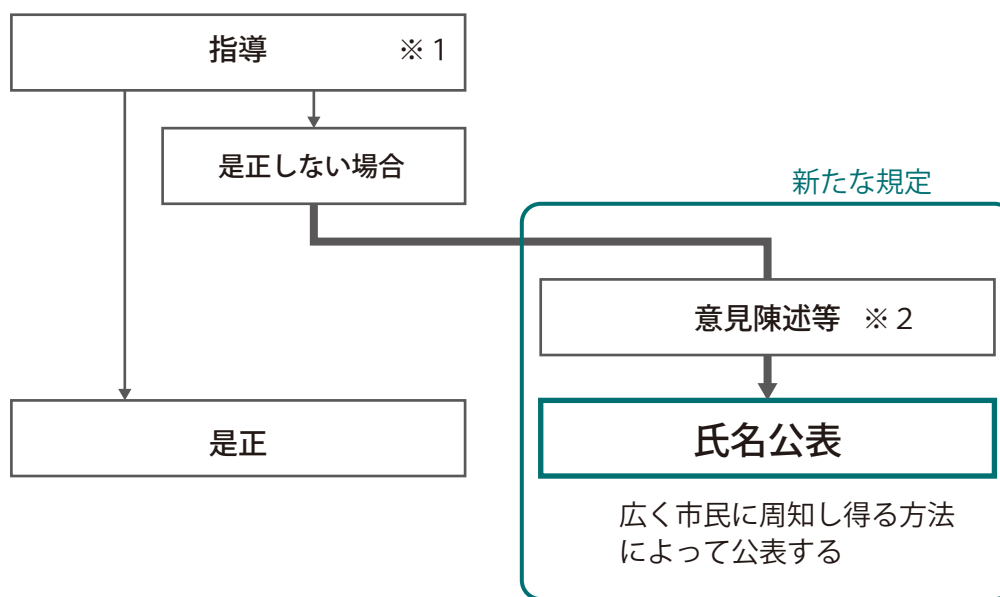 指導 ※1
是正しない場合
新たな規定
意見陳述等 ※2
是正
氏名公表
広く市民に周知し得る方法
によって公表する